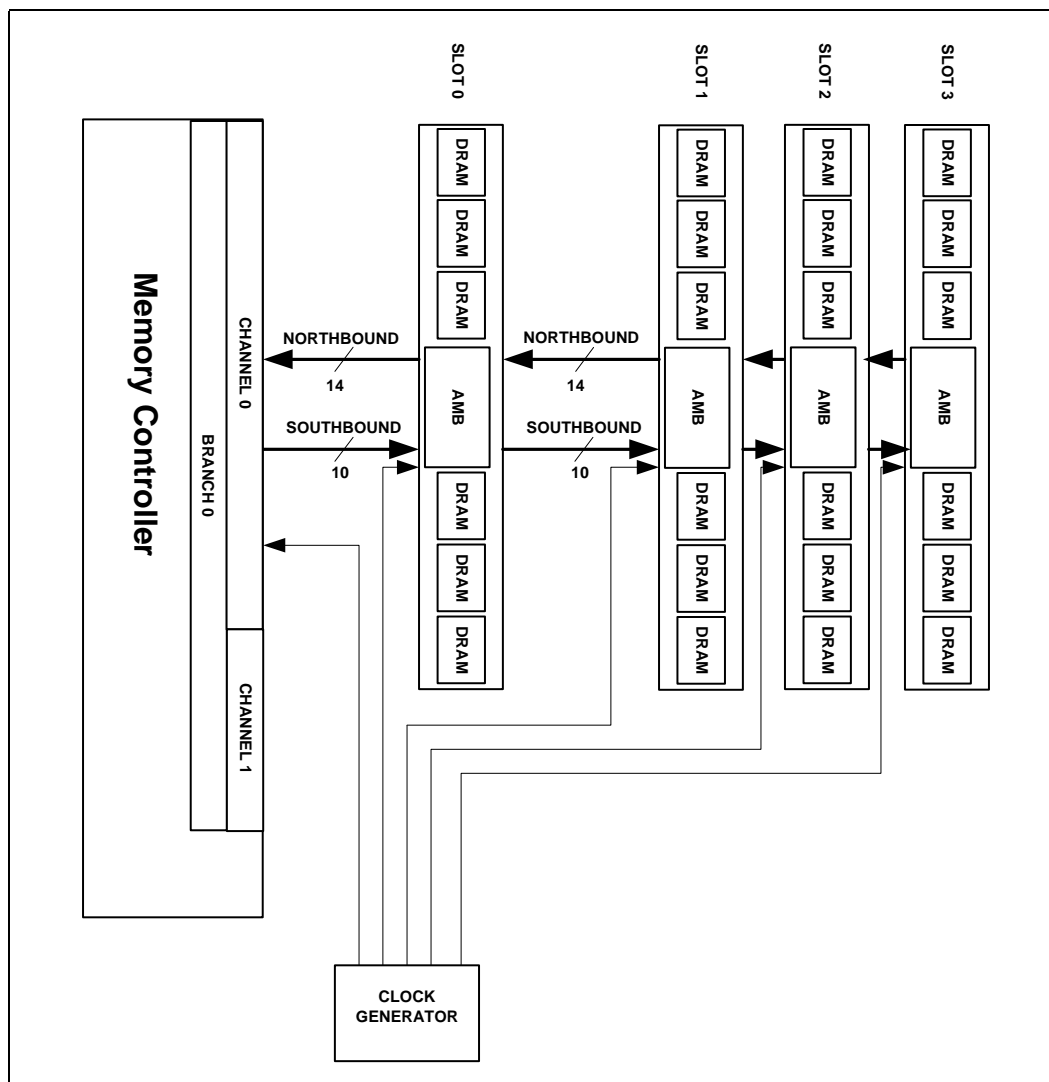 SLOT 0
SLOT 1
SLOT 2
SLOT 3
DRAM
DRAM
DRAM
DRAM
DRAM
DRAM
DRAM
DRAM
DRAM
DRAM
DRAM
DRAM
Memory Controller
BRANCH 0
CHANNEL 0
NORTHBOUND
14
NORTHBOUND
14
AMB
AMB
AMB
AMB
SOUTHBOUND
10
SOUTHBOUND
10
DRAM
DRAM
DRAM
DRAM
DRAM
DRAM
DRAM
DRAM
DRAM
DRAM
DRAM
DRAM
CHANNEL 1
CLOCK
GENERATOR